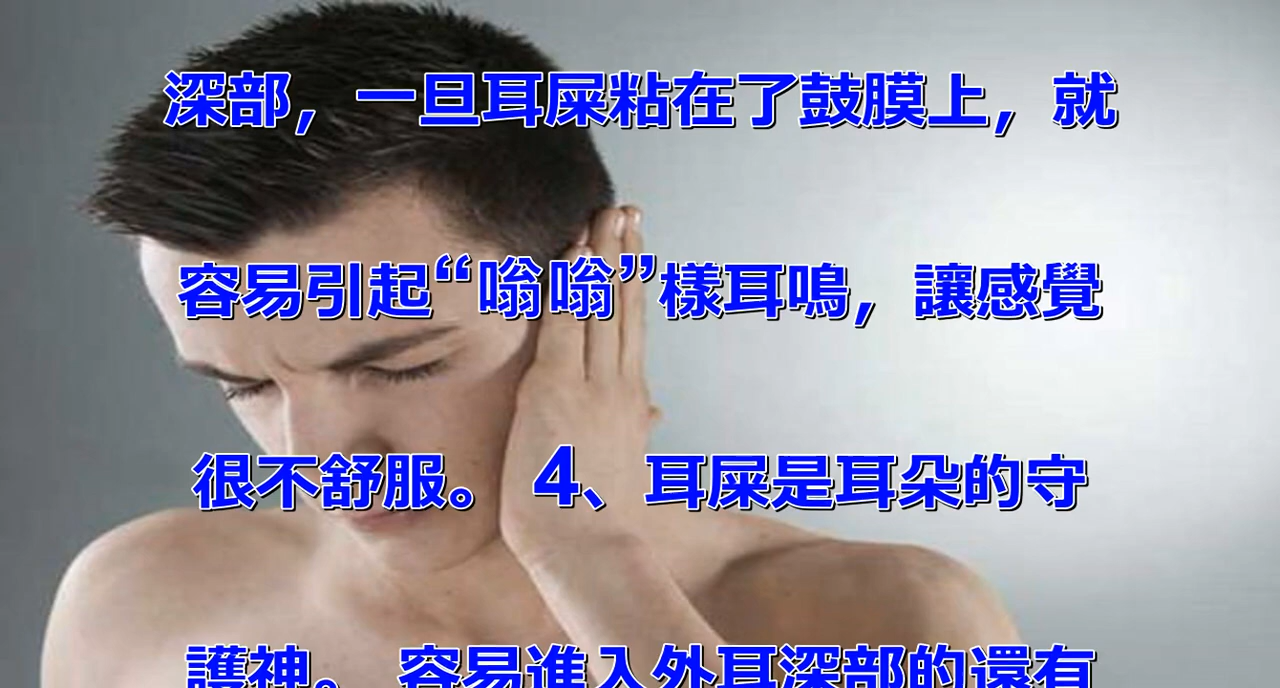 深部， 一旦耳屎粘在了鼓膜上，就
容易引起“嗡嗡”樣耳嗚，讓感覺
很不舒服。 4、耳屎是耳朵的守
護神。 容易進入外耳深部的還有